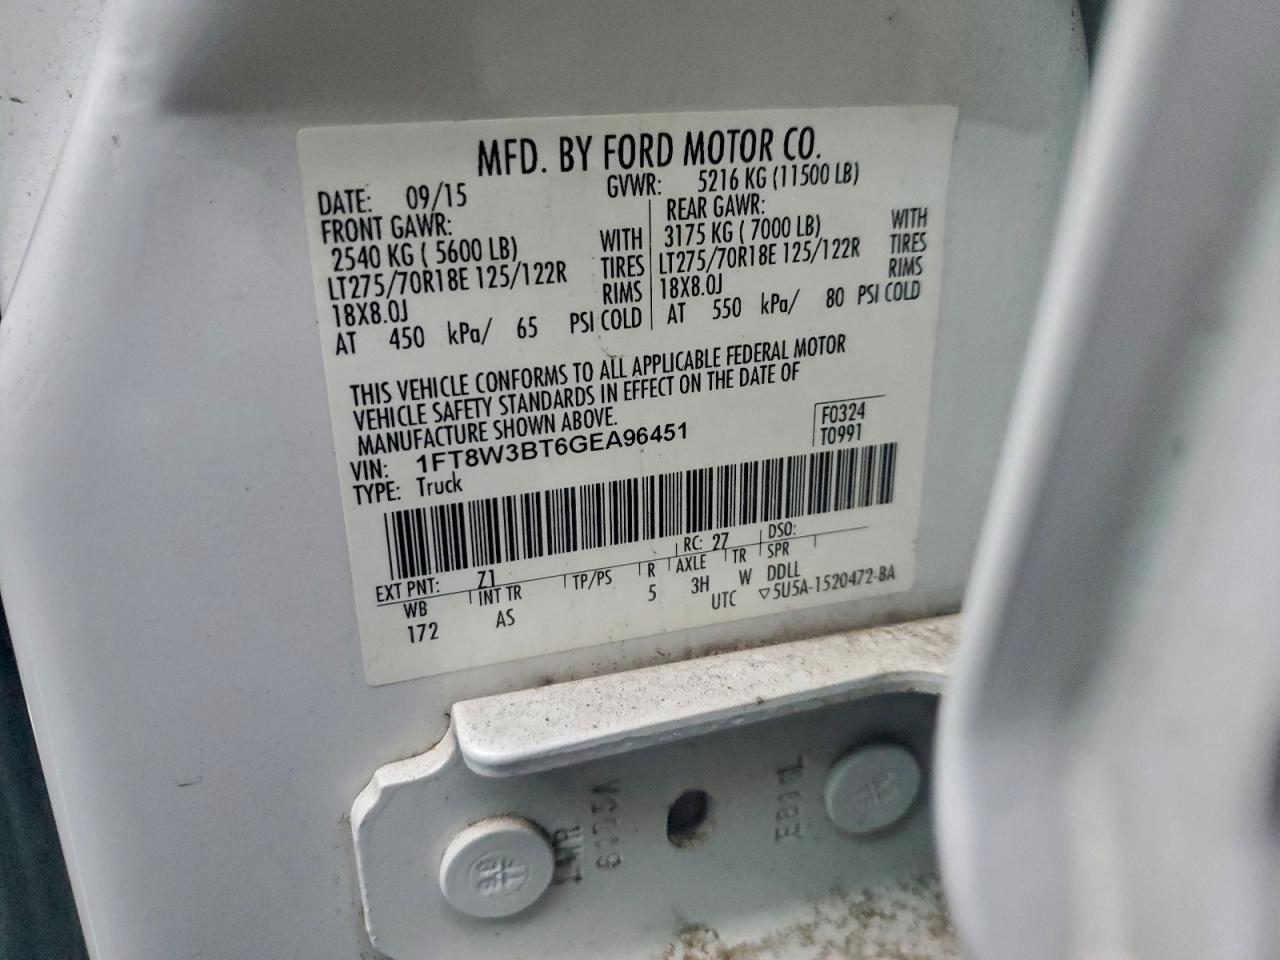 MFD. BY FORD MOTOR CO.
DATE: 09/15 GVWR: 5216 KG (11500 LB)
FRONT GAWR: REAR GAWR:
2540 KG ( 5600 LB) WITH 3175 KG ( 7000 LB) WITH
LT275/70R18E 125/122R TIRES LT275/70R18E 125/122R TIRES
18X8.0J RIMS 18X8.0J RIMS
AT 450 kPa/ 65 PSI COLD AT 550 kPa/ 80 PSI COLD
THIS VEHICLE CONFORMS TO ALL APPLICABLE FEDERAL MOTOR
VEHICLE SAFETY STANDARDS IN EFFECT ON THE DATE OF
MANUFACTURE SHOWN ABOVE.
VIN: 1FT8W3BT6GEA96451 F0324
TYPE: Truck T0991
EXT PNT: Z1 RC: 27 DSO:
WB INT TR TP/PS R AXLE TR SPR
172 AS 5 3H W DDLL
UTC ▽5U5A-1520472-BA